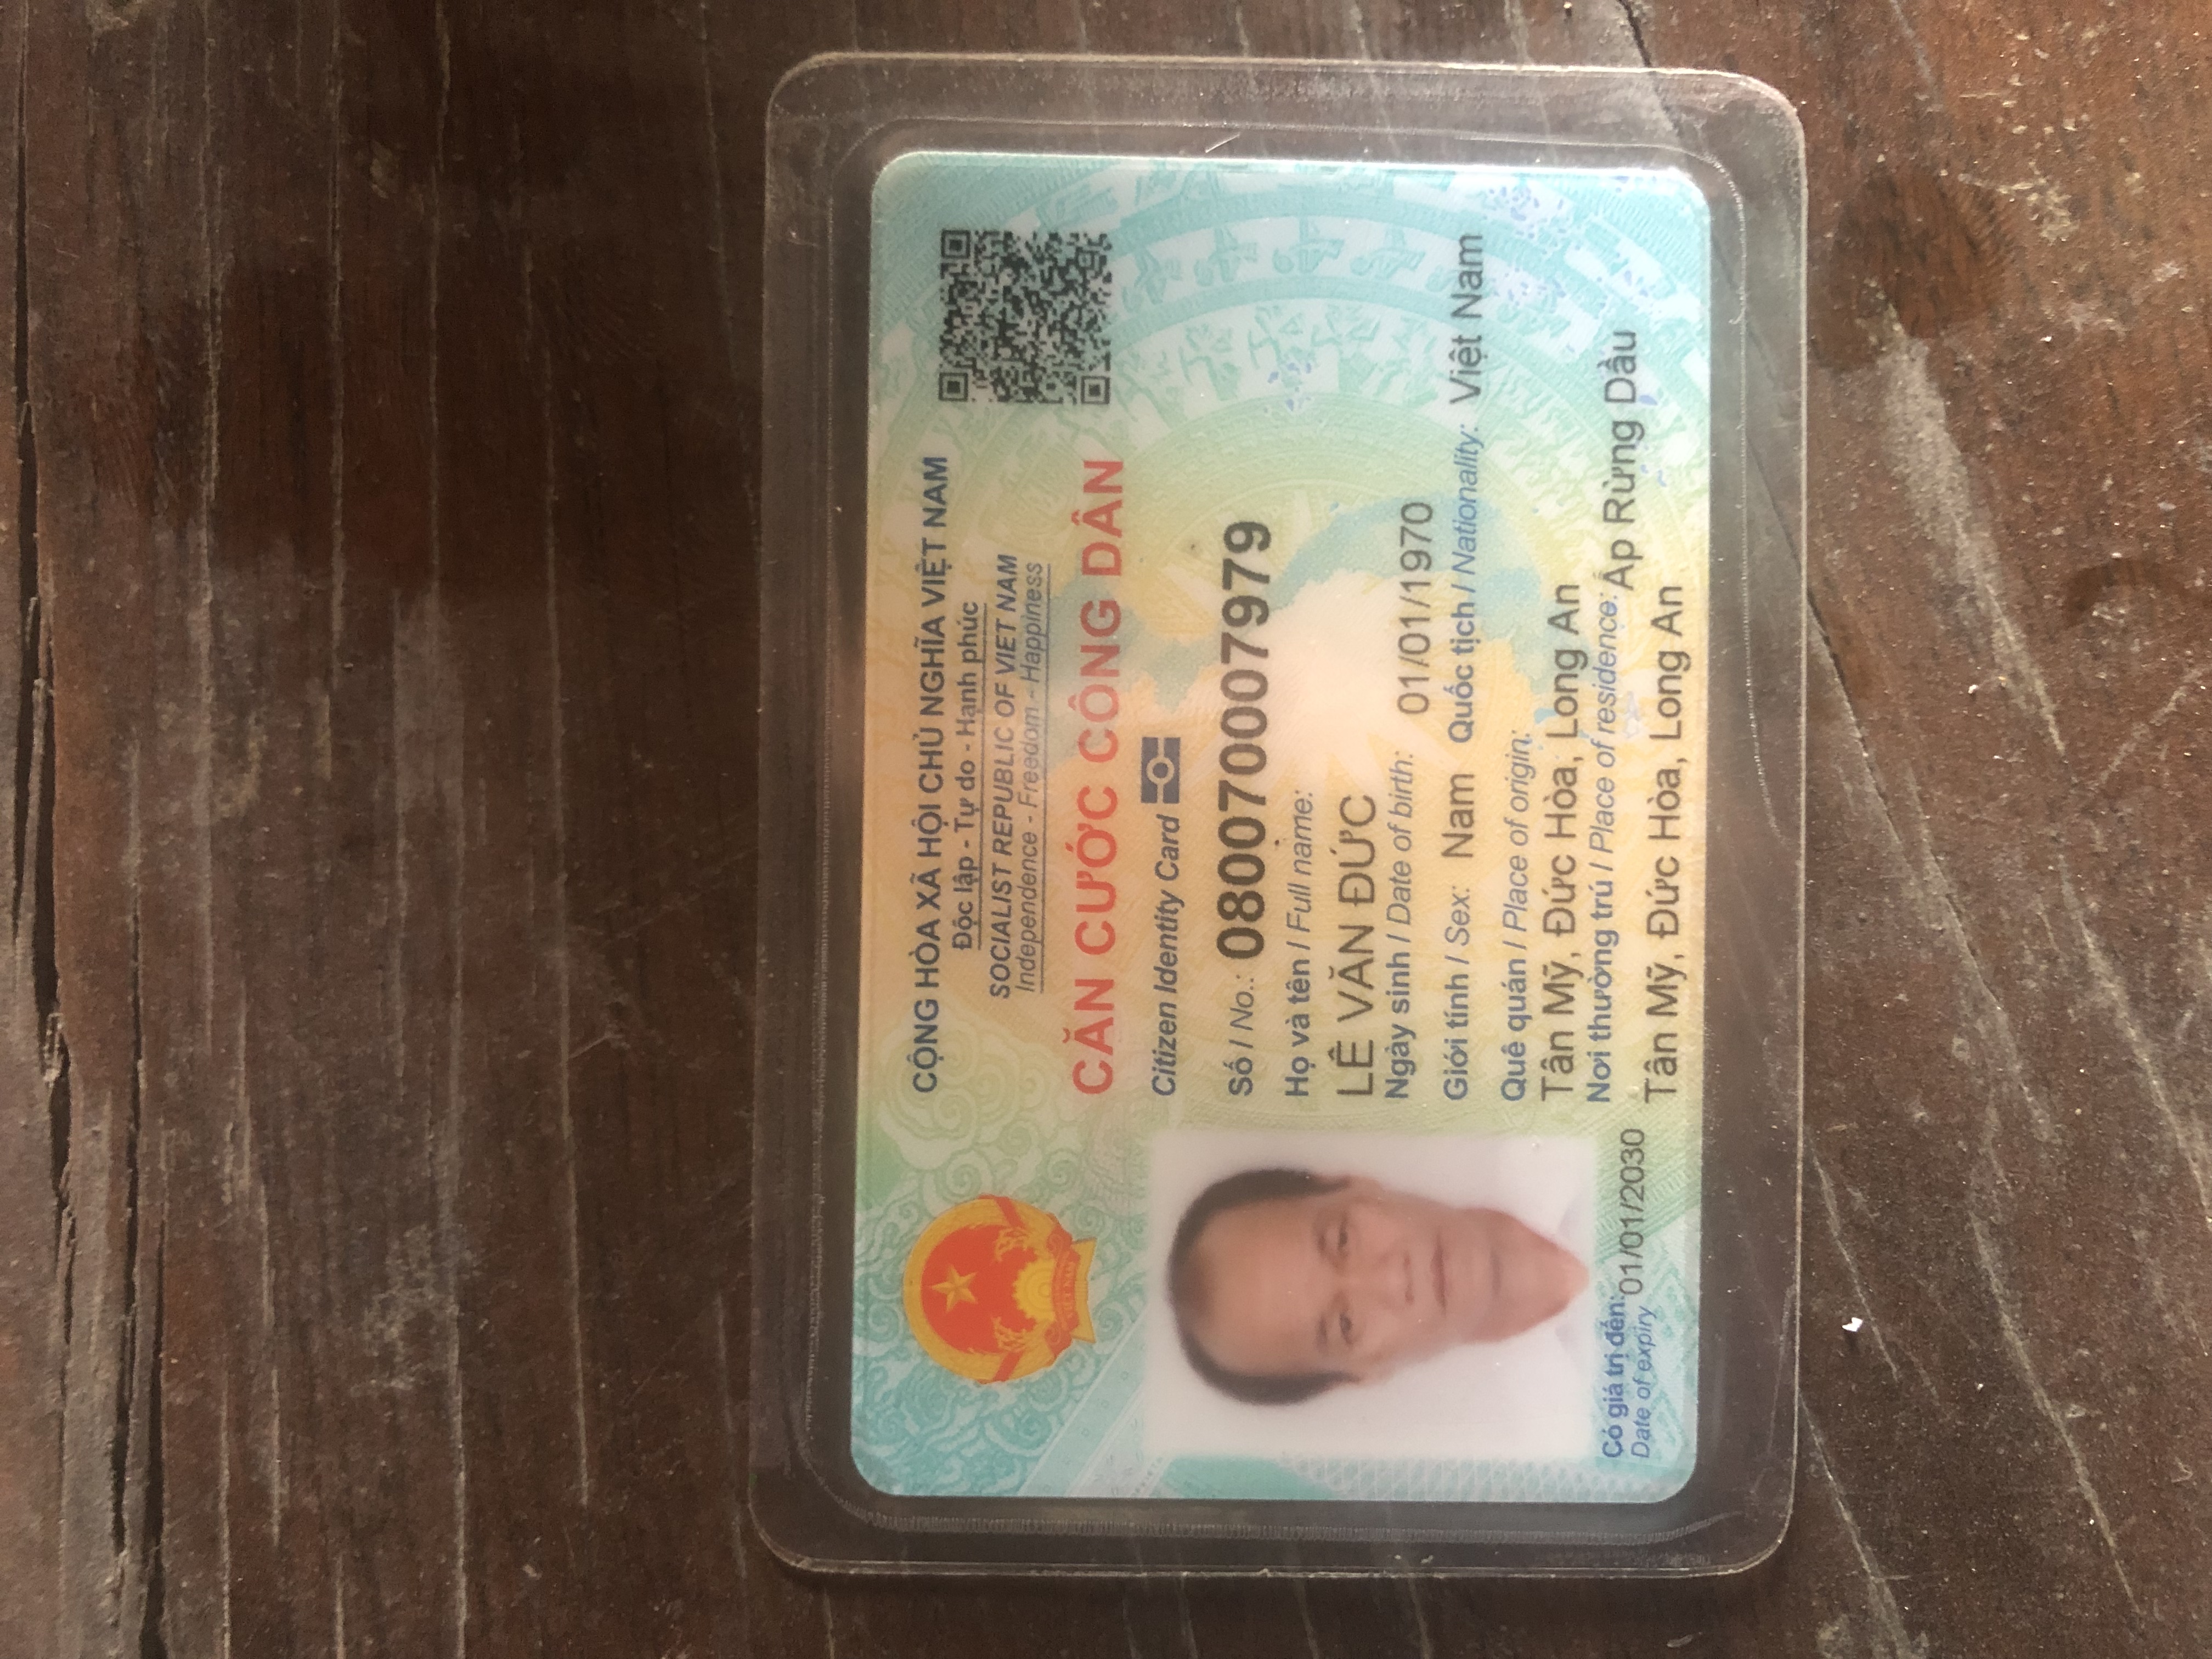 CỘNG HÒA XÃ HỘI CHỦ NGHĨA VIỆT NAM
Độc lập - Tự do - Hạnh phúc
SOCIALIST REPUBLIC OF VIET NAM
Independence - Freedom - Happiness
CĂN CƯỚC CÔNG DÂN
Citizen Identity Card
Số / No.: 080070007979
Họ và tên / Full name:
LÊ VĂN ĐỨC
Ngày sinh / Date of birth: 01/01/1970
Giới tính / Sex: Nam Quốc tịch / Nationality: Việt Nam
Quê quán / Place of origin:
Tân Mỹ, Đức Hòa, Long An
Nơi thường trú / Place of residence: Ấp Rừng Dầu
Tân Mỹ, Đức Hòa, Long An
Có giá trị đến: 01/01/2030
Date of expiry
VIỆT NAM